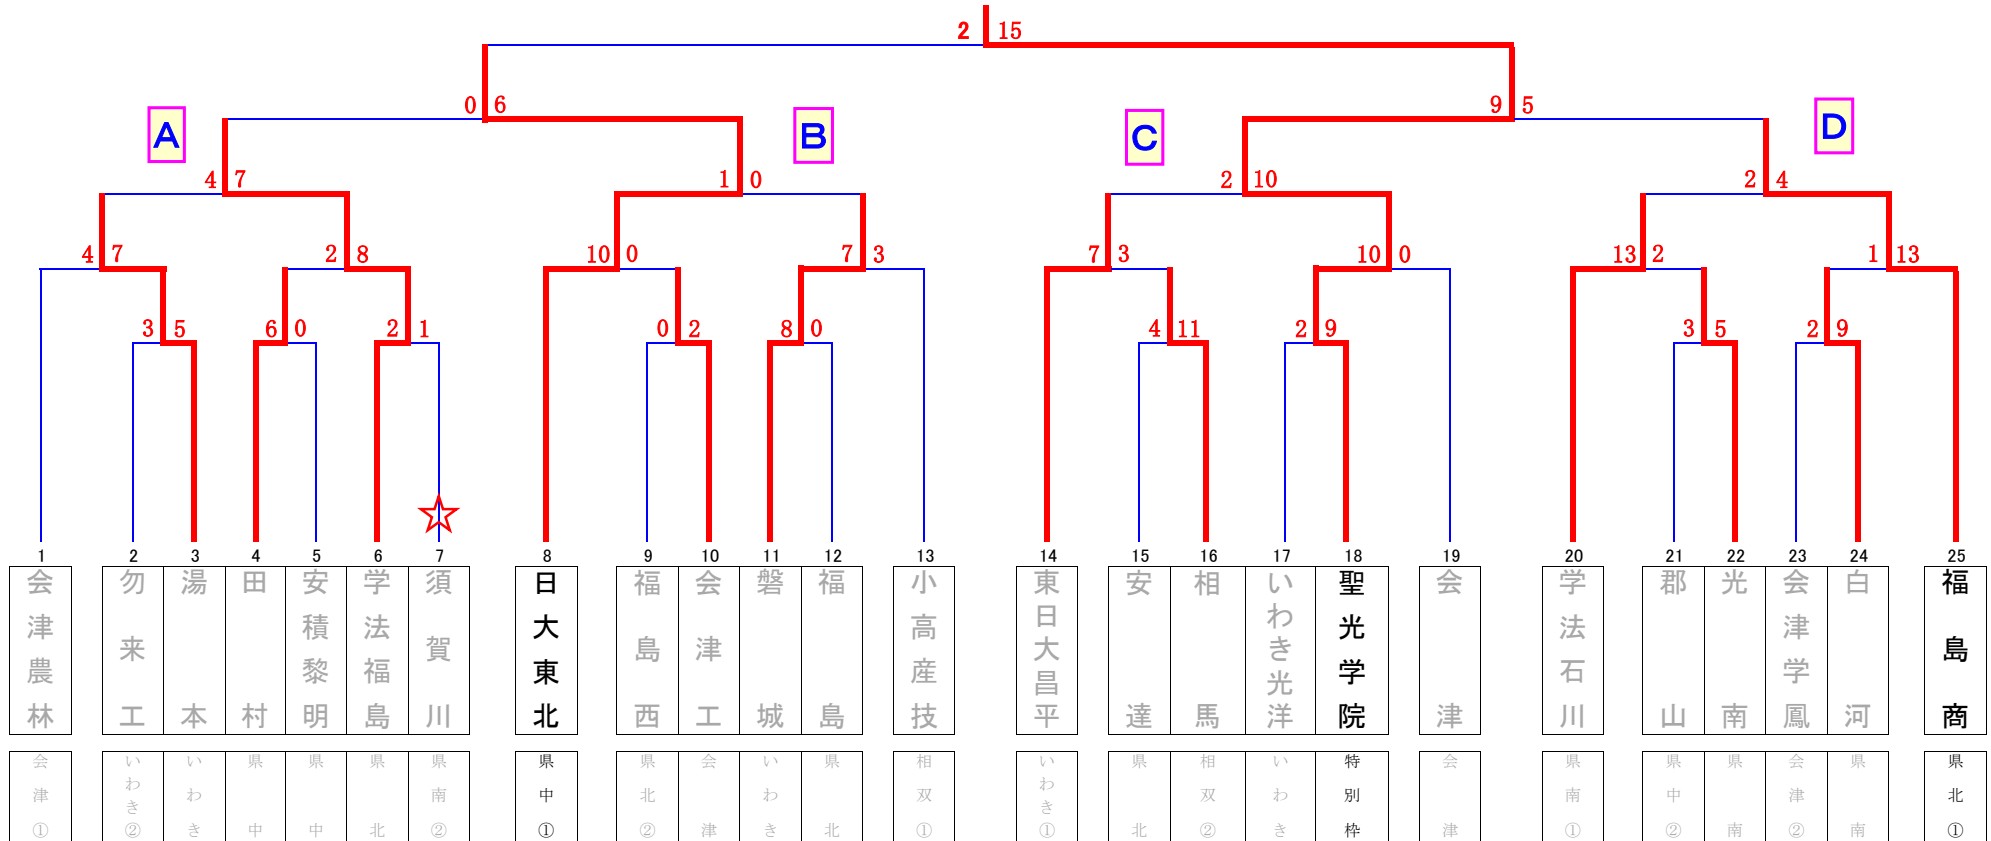 2 15
0 6
9 5
A
B
C
D
4 7
1 0
2 10
2 4
4 7
2 8
10 0
7 3
7 3
10 0
13 2
1 13
3 5
6 0
2 1
0 2
8 0
4 11
2 9
3 5
2 9
☆
1 2 3 4 5 6 7 8 9 10 11 12 13 14 15 16 17 18 19 20 21 22 23 24 25
会津農林
勿来工
湯本
田村
安積黎明
学法福島
須賀川
日大東北
福島西
会津工
磐城
福島
小高産技
東日大昌平
安達
相馬
いわき光洋
聖光学院
会津
学法石川
郡山
光南
会津学鳳
白河
福島商
会津①
いわき②
いわき
県中
県中
県北
県南②
県中①
県北②
会津
いわき
県北
相双①
いわき①
県北
相双②
いわき
特別枠
会津
県南①
県中②
県南
会津②
県南
県北①